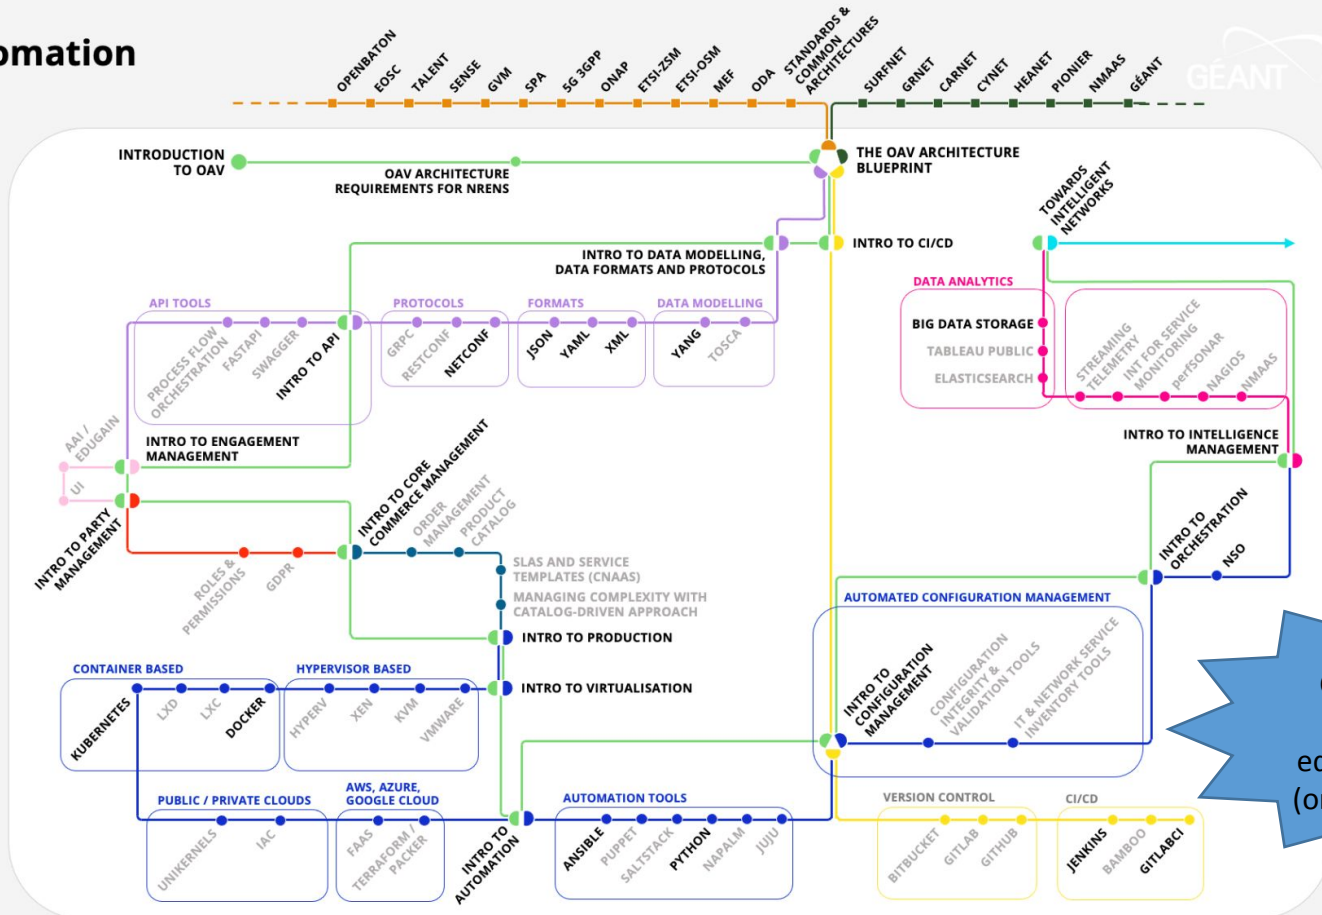 omation
OPENBATON
EOSC
TALENT
SENSE
GVM
SPA
5G 3GPP
ONAP
ETSI-ZSM
ETSI-OSM
MEF
ODA
STANDARDS &
COMMON
ARCHITECTURES
SURFNET
GRNET
CARNET
CYNET
HEANET
PIONIER
NMAAS
GÉANT
GÉANT
INTRODUCTION
TO OAV
OAV ARCHITECTURE
REQUIREMENTS FOR NRENS
THE OAV ARCHITECTURE
BLUEPRINT
TOWARDS
INTELLIGENT
NETWORKS
INTRO TO DATA MODELLING,
DATA FORMATS AND PROTOCOLS
INTRO TO CI/CD
API TOOLS
PROCESS FLOW
ORCHESTRATION
FASTAPI
SWAGGER
INTRO TO API
PROTOCOLS
GRPC
RESTCONF
NETCONF
FORMATS
JSON
YAML
XML
DATA MODELLING
YANG
TOSCA
DATA ANALYTICS
BIG DATA STORAGE
TABLEAU PUBLIC
ELASTICSEARCH
STREAMING
TELEMETRY
INT FOR SERVICE
MONITORING
perfSONAR
NAGIOS
NMAAS
AAI /
EDUGAIN
UI
INTRO TO ENGAGEMENT
MANAGEMENT
INTRO TO INTELLIGENCE
MANAGEMENT
INTRO TO PARTY
MANAGEMENT
ROLES &
PERMISSIONS
GDPR
INTRO TO CORE
COMMERCE MANAGEMENT
ORDER
MANAGEMENT
PRODUCT
CATALOG
SLAS AND SERVICE
TEMPLATES (CNAAS)
MANAGING COMPLEXITY WITH
CATALOG-DRIVEN APPROACH
INTRO TO
ORCHESTRATION
NSO
INTRO TO PRODUCTION
AUTOMATED CONFIGURATION MANAGEMENT
INTRO TO
CONFIGURATION
MANAGEMENT
CONFIGURATION
INTEGRITY &
VALIDATION TOOLS
IT & NETWORK SERVICE
INVENTORY TOOLS
CONTAINER BASED
KUBERNETES
LXD
LXC
DOCKER
HYPERVISOR BASED
HYPERV
XEN
KVM
VMWARE
INTRO TO VIRTUALISATION
PUBLIC / PRIVATE CLOUDS
UNIKERNELS
IAC
AWS, AZURE,
GOOGLE CLOUD
FAAS
TERRAFORM /
PACKER
INTRO TO
AUTOMATION
AUTOMATION TOOLS
ANSIBLE
PUPPET
SALTSTACK
PYTHON
NAPALM
JUJU
VERSION CONTROL
BITBUCKET
GITLAB
GITHUB
CI/CD
JENKINS
BAMBOO
GITLABCI